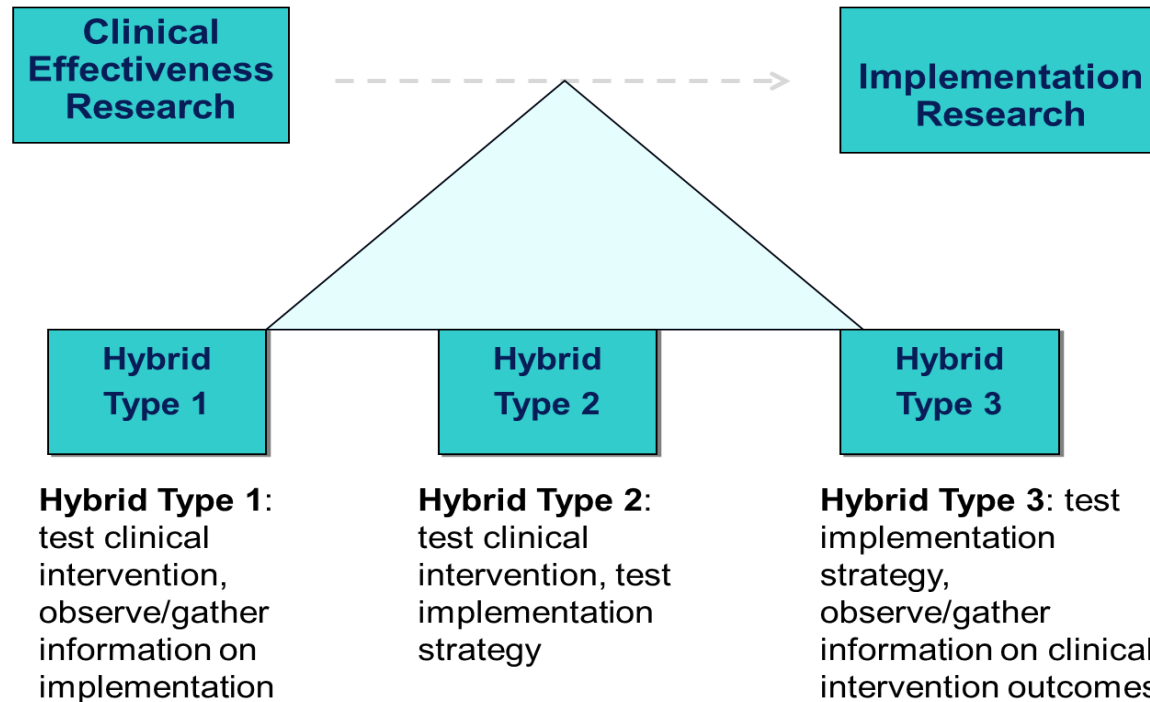 Clinical
Effectiveness
Research
Implementation
Research
Hybrid
Type 1
Hybrid
Type 2
Hybrid
Type 3
Hybrid Type 1:
test clinical
intervention,
observe/gather
information on
implementation
Hybrid Type 2:
test clinical
intervention, test
implementation
strategy
Hybrid Type 3: test
implementation
strategy,
observe/gather
information on clinical
intervention outcomes